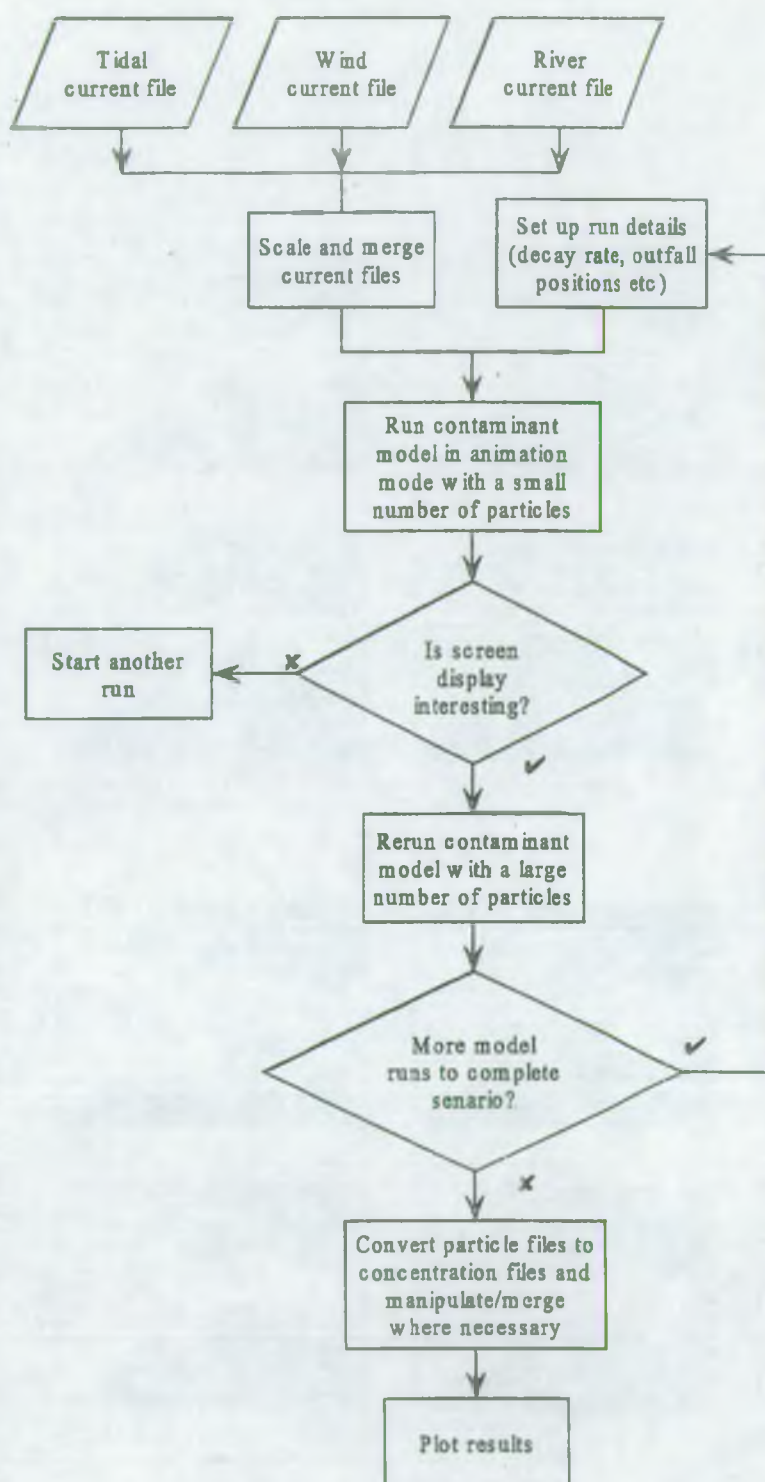 Tidal
current file
Wind
current file
River
current file
Scale and merge
current files
Set up run details
(decay rate, outfall
positions etc)
Run contaminant
model in animation
mode with a small
number of particles
Is screen
display
interesting?
Start another
run
Rerun contaminant
model with a large
number of particles
More model
runs to complete
senario?
Convert particle files to
concentration files and
manipulate/merge
where necessary
Plot results